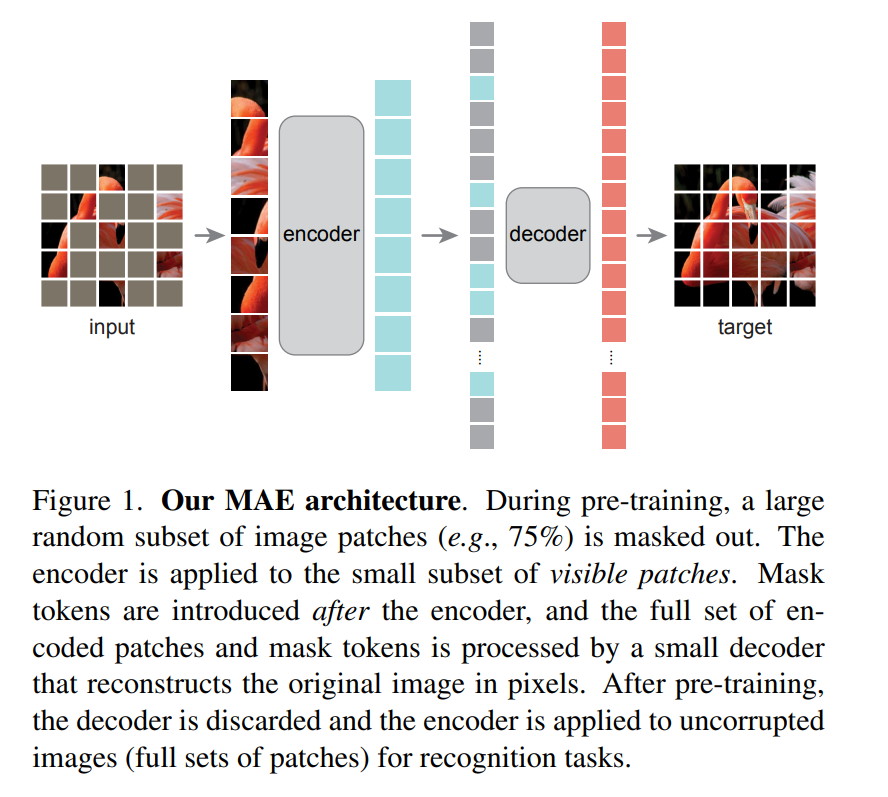 encoder
decoder
input
target
Figure 1. Our MAE architecture. During pre-training, a large
random subset of image patches (e.g., 75%) is masked out. The
encoder is applied to the small subset of visible patches. Mask
tokens are introduced after the encoder, and the full set of en-
coded patches and mask tokens is processed by a small decoder
that reconstructs the original image in pixels. After pre-training,
the decoder is discarded and the encoder is applied to uncorrupted
images (full sets of patches) for recognition tasks.